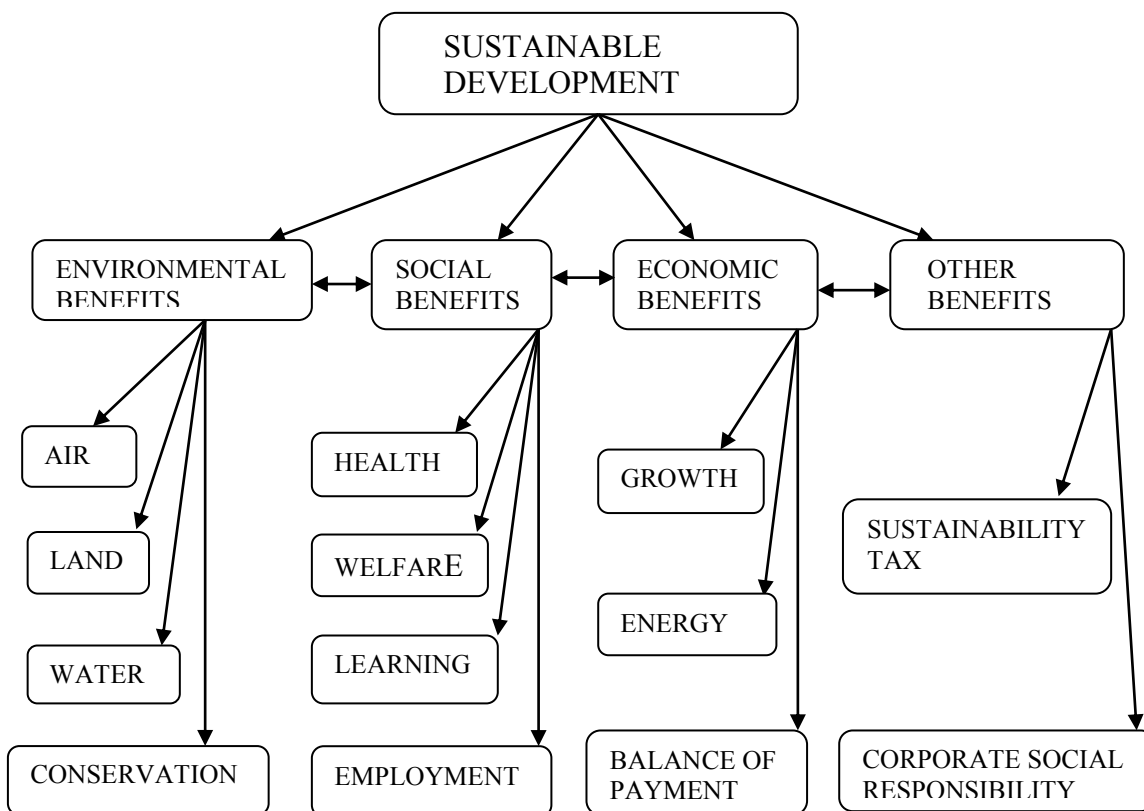 SUSTAINABLE
DEVELOPMENT
ENVIRONMENTAL
BENEFITS
SOCIAL
BENEFITS
ECONOMIC
BENEFITS
OTHER
BENEFITS
AIR
LAND
WATER
CONSERVATION
HEALTH
WELFARE
LEARNING
EMPLOYMENT
GROWTH
ENERGY
BALANCE OF
PAYMENT
SUSTAINABILITY
TAX
CORPORATE SOCIAL
RESPONSIBILITY